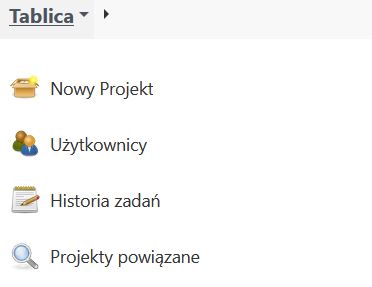 Tablica
Nowy Projekt
Użytkownicy
Historia zadań
Projekty powiązane